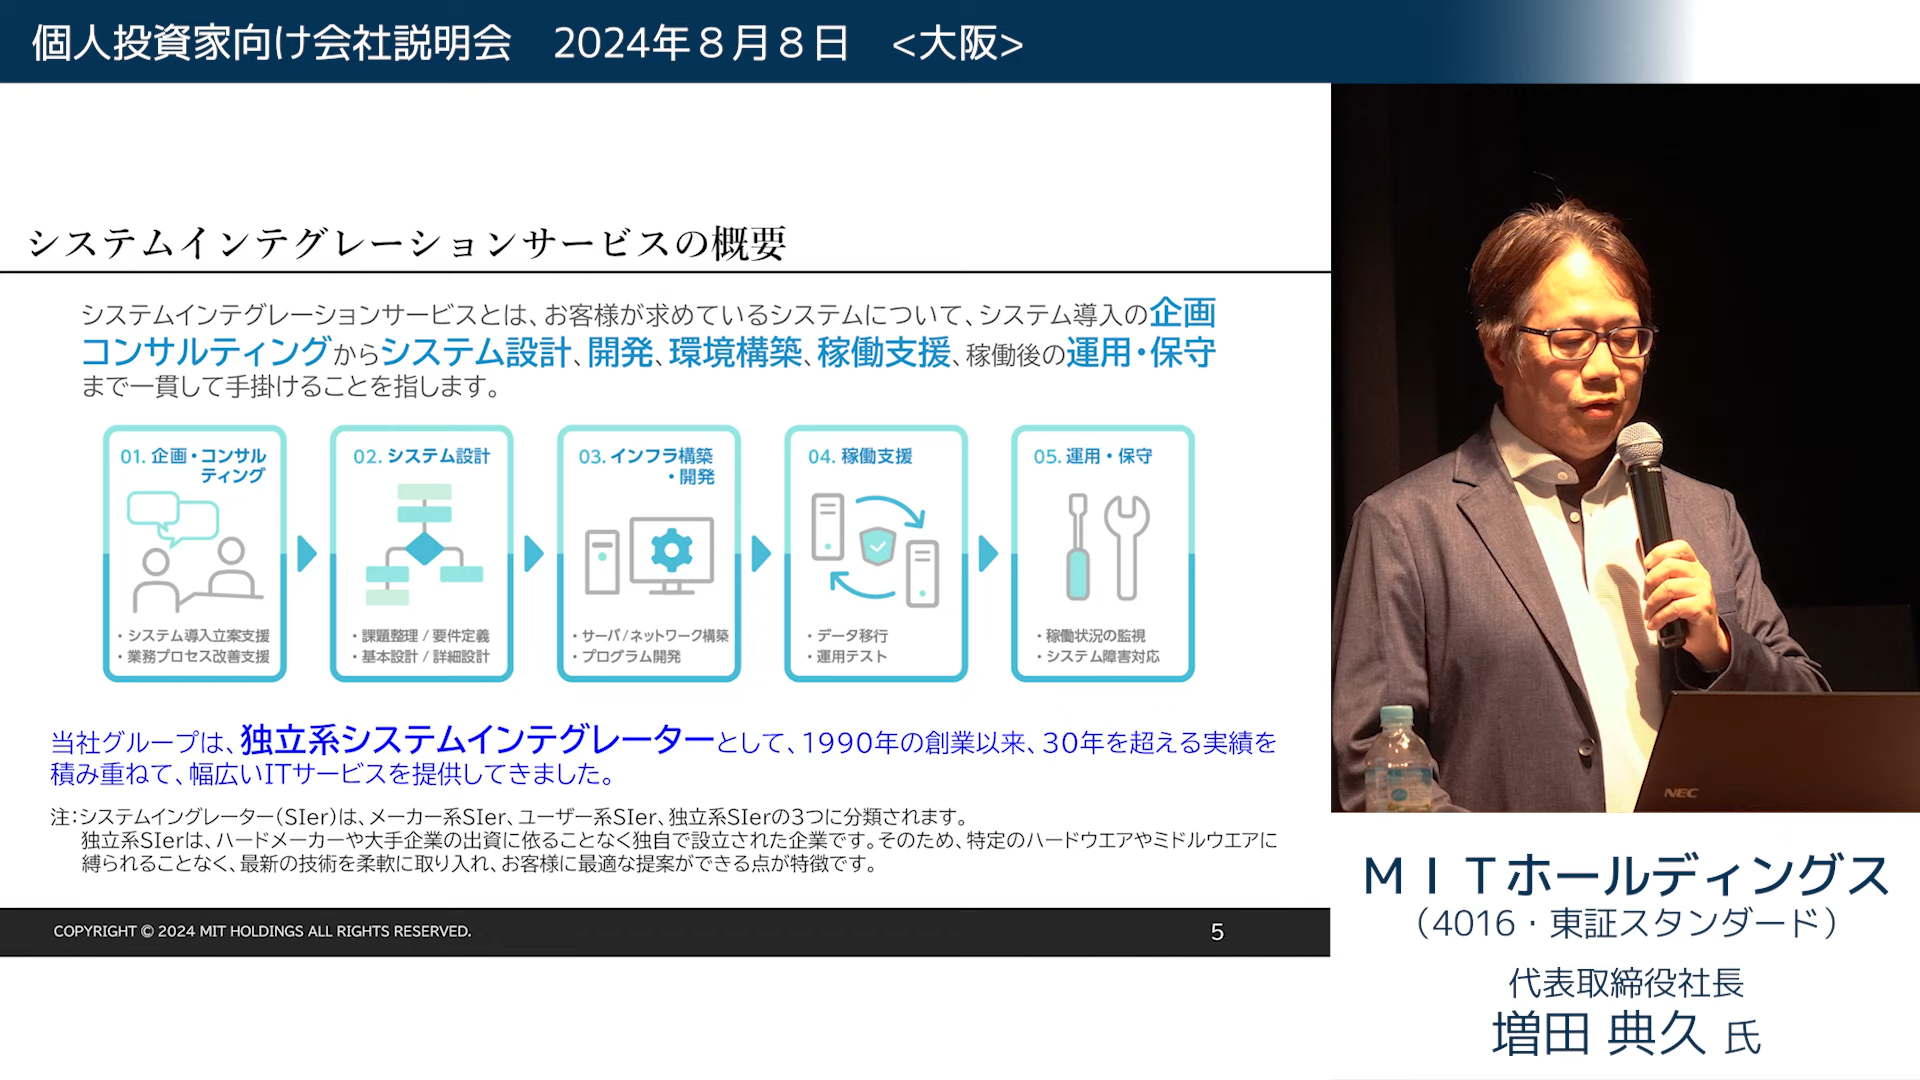 個人投資家向け会社説明会　2024年８月８日　<大阪>
システムインテグレーションサービスの概要
システムインテグレーションサービスとは、お客様が求めているシステムについて、システム導入の企画
コンサルティングからシステム設計、開発、環境構築、稼働支援、稼働後の運用・保守
まで一貫して手掛けることを指します。
01. 企画・コンサル
ティング
・システム導入立案支援
・業務プロセス改善支援
02. システム設計
・課題整理 / 要件定義
・基本設計 / 詳細設計
03. インフラ構築
・開発
・サーバ/ネットワーク構築
・プログラム開発
04. 稼働支援
・データ移行
・運用テスト
05. 運用・保守
・稼働状況の監視
・システム障害対応
当社グループは、独立系システムインテグレーターとして、1990年の創業以来、30年を超える実績を
積み重ねて、幅広いITサービスを提供してきました。
注：システムイングレーター（SIer）は、メーカー系SIer、ユーザー系SIer、独立系SIerの3つに分類されます。
独立系SIerは、ハードメーカーや大手企業の出資に依ることなく独自で設立された企業です。そのため、特定のハードウエアやミドルウエアに
縛られることなく、最新の技術を柔軟に取り入れ、お客様に最適な提案ができる点が特徴です。
COPYRIGHT © 2024 MIT HOLDINGS ALL RIGHTS RESERVED.
5
NEC
ＭＩＴホールディングス
（4016・東証スタンダード）
代表取締役社長
増田 典久 氏